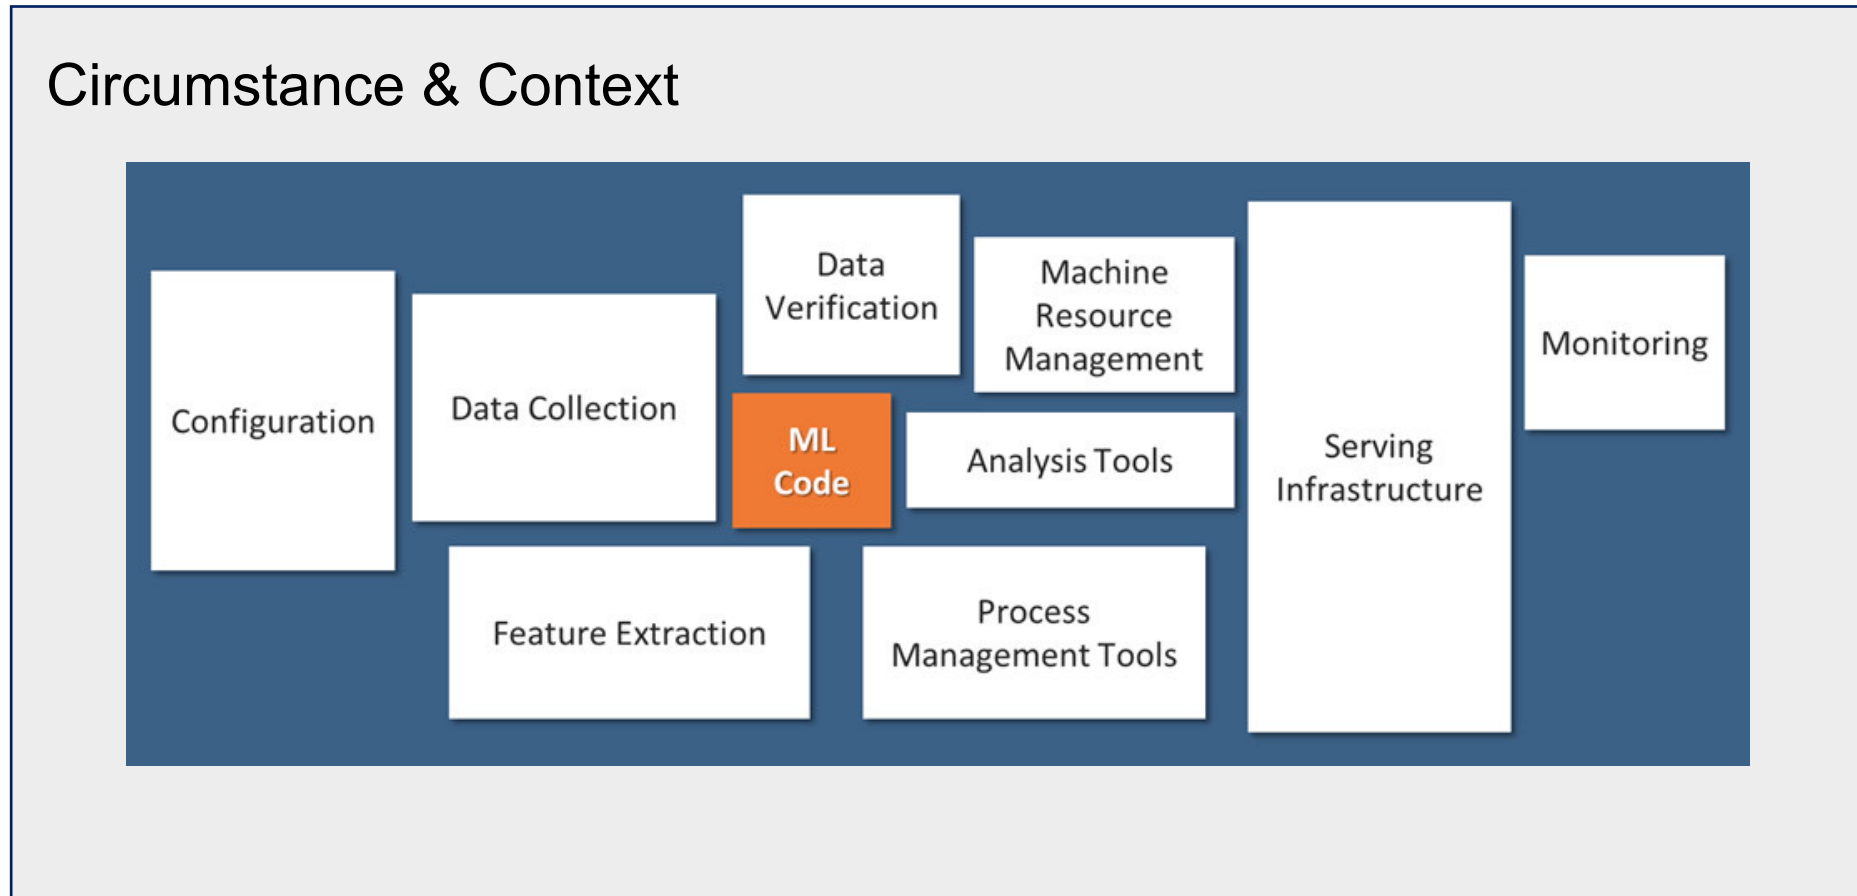 Circumstance & Context
Configuration
Data Collection
Data
Verification
Machine
Resource
Management
ML
Code
Analysis Tools
Feature Extraction
Process
Management Tools
Serving
Infrastructure
Monitoring